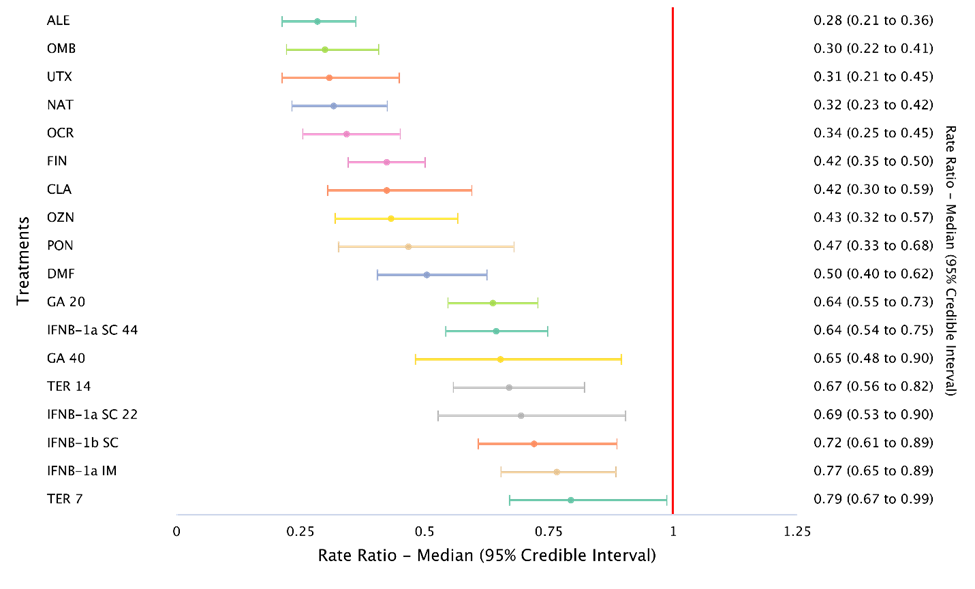 ALE 0.28 (0.21 to 0.36)
OMB 0.30 (0.22 to 0.41)
UTX 0.31 (0.21 to 0.45)
NAT 0.32 (0.23 to 0.42)
OCR 0.34 (0.25 to 0.45)
FIN 0.42 (0.35 to 0.50)
CLA 0.42 (0.30 to 0.59)
OZN 0.43 (0.32 to 0.57)
PON 0.47 (0.33 to 0.68)
DMF 0.50 (0.40 to 0.62)
GA 20 0.64 (0.55 to 0.73)
IFNB-1a SC 44 0.64 (0.54 to 0.75)
GA 40 0.65 (0.48 to 0.90)
TER 14 0.67 (0.56 to 0.82)
IFNB-1a SC 22 0.69 (0.53 to 0.90)
IFNB-1b SC 0.72 (0.61 to 0.89)
IFNB-1a IM 0.77 (0.65 to 0.89)
TER 7 0.79 (0.67 to 0.99)
Treatments
Rate Ratio – Median (95% Credible Interval)
0 0.25 0.5 0.75 1 1.25
Rate Ratio – Median (95% Credible Interval)